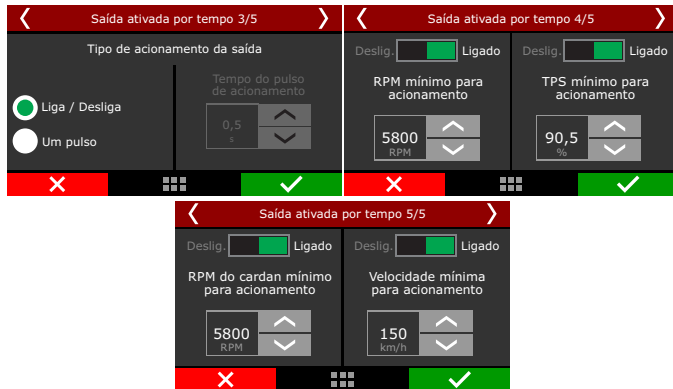 Saída ativada por tempo 3/5
Tipo de acionamento da saída
Liga / Desliga
Um pulso
Tempo do pulso
de acionamento
0,5
s
Saída ativada por tempo 4/5
Deslig. Ligado
RPM mínimo para
acionamento
5800
RPM
Deslig. Ligado
TPS mínimo para
acionamento
90,5
%
Saída ativada por tempo 5/5
Deslig. Ligado
RPM do cardan mínimo
para acionamento
5800
RPM
Deslig. Ligado
Velocidade mínima
para acionamento
150
km/h